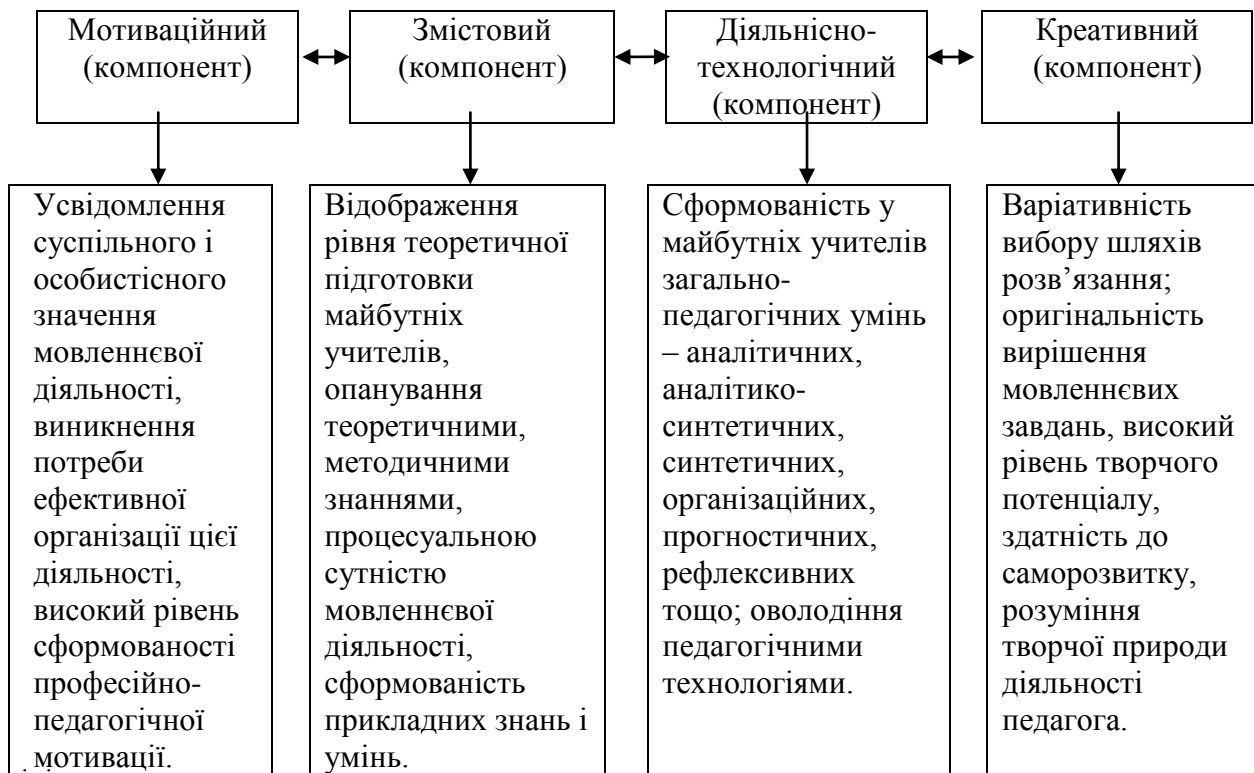 Мотиваційний
(компонент)
Змістовий
(компонент)
Діяльнісно-
технологічний
(компонент)
Креативний
(компонент)
Усвідомлення
суспільного і
особистісного
значення
мовленнєвої
діяльності,
виникнення
потреби
ефективної
організації цієї
діяльності,
високий рівень
сформованості
професійно-
педагогічної
мотивації.
Відображення
рівня теоретичної
підготовки
майбутніх
учителів,
опанування
теоретичними,
методичними
знаннями,
процесуальною
сутністю
мовленнєвої
діяльності,
сформованість
прикладних знань і
умінь.
Сформованість у
майбутніх учителів
загально-
педагогічних умінь
– аналітичних,
аналітико-
синтетичних,
синтетичних,
організаційних,
прогностичних,
рефлексивних
тощо; оволодіння
педагогічними
технологіями.
Варіативність
вибору шляхів
розв’язання;
оригінальність
вирішення
мовленнєвих
завдань, високий
рівень творчого
потенціалу,
здатність до
саморозвитку,
розуміння
творчої природи
діяльності
педагога.